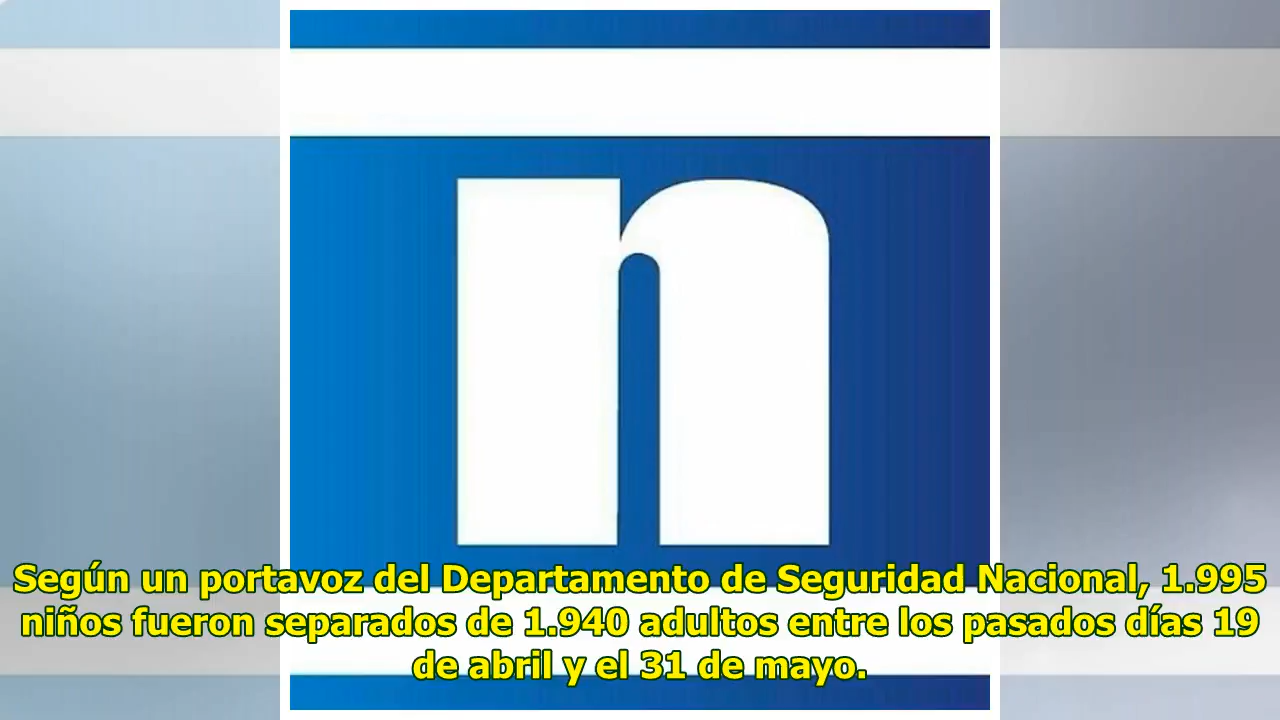 n
Según un portavoz del Departamento de Seguridad Nacional, 1.995
niños fueron separados de 1.940 adultos entre los pasados días 19
de abril y el 31 de mayo.